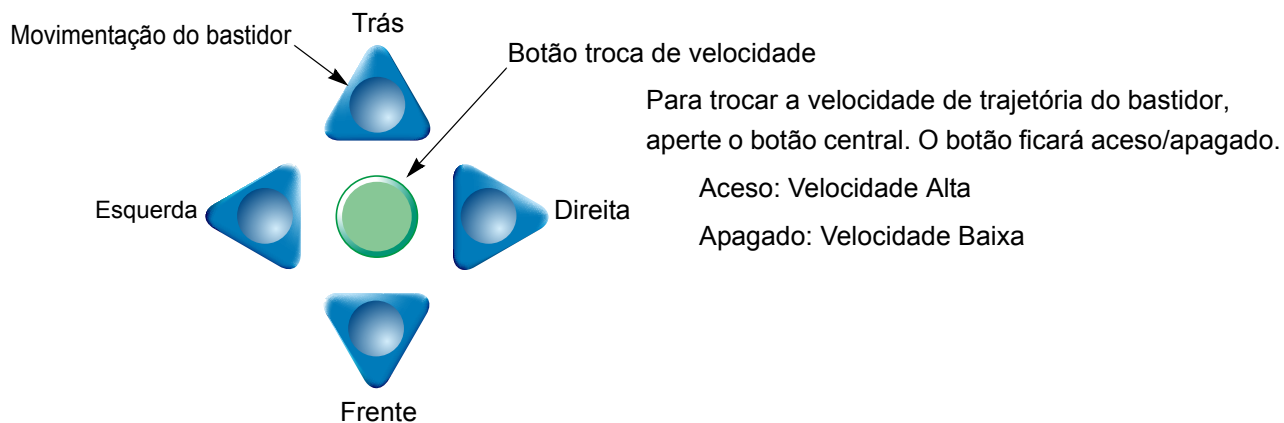 Trás
Movimentação do bastidor
Botão troca de velocidade
Para trocar a velocidade de trajetória do bastidor,
aperte o botão central. O botão ficará aceso/apagado.
Aceso: Velocidade Alta
Esquerda
Direita
Apagado: Velocidade Baixa
Frente